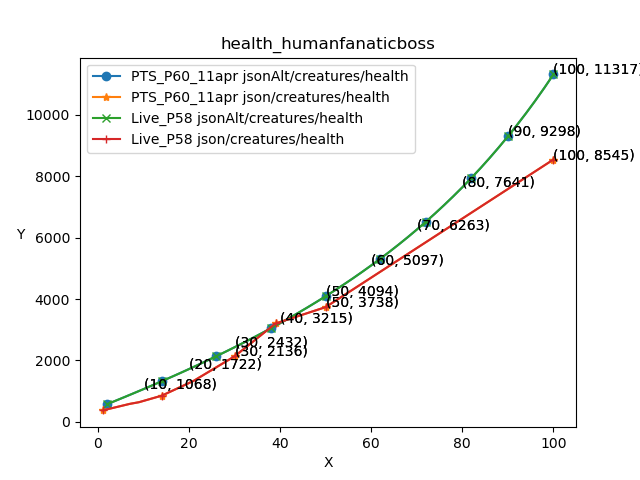 health_humanfanaticboss
PTS_P60_11apr jsonAlt/creatures/health
PTS_P60_11apr json/creatures/health
Live_P58 jsonAlt/creatures/health
Live_P58 json/creatures/health
(100, 11317)
(90, 9298)
(100, 8545)
(80, 7641)
(70, 6263)
(60, 5097)
(50, 4094)
(50, 3738)
(40, 3215)
(30, 2432)
(30, 2136)
(20, 1722)
(10, 1068)
Y
10000
8000
6000
4000
2000
0
0 20 40 60 80 100
X